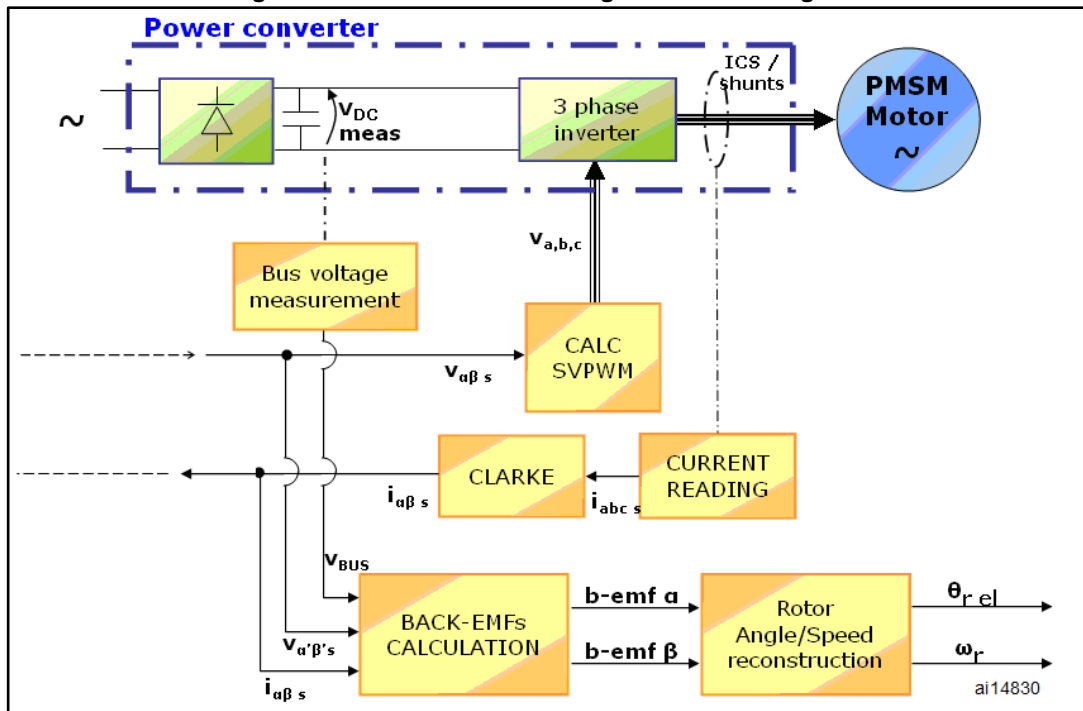 Power converter
ICS /
shunts
~
vDC
meas
3 phase
inverter
PMSM
Motor
~
va,b,c
Bus voltage
measurement
vαβ s
CALC
SVPWM
CLARKE
CURRENT
READING
iαβ s
iabc s
vBUS
BACK-EMFs
CALCULATION
b-emf α
b-emf β
Rotor
Angle/Speed
reconstruction
θr el
ωr
vα'β's
iαβ s
ai14830